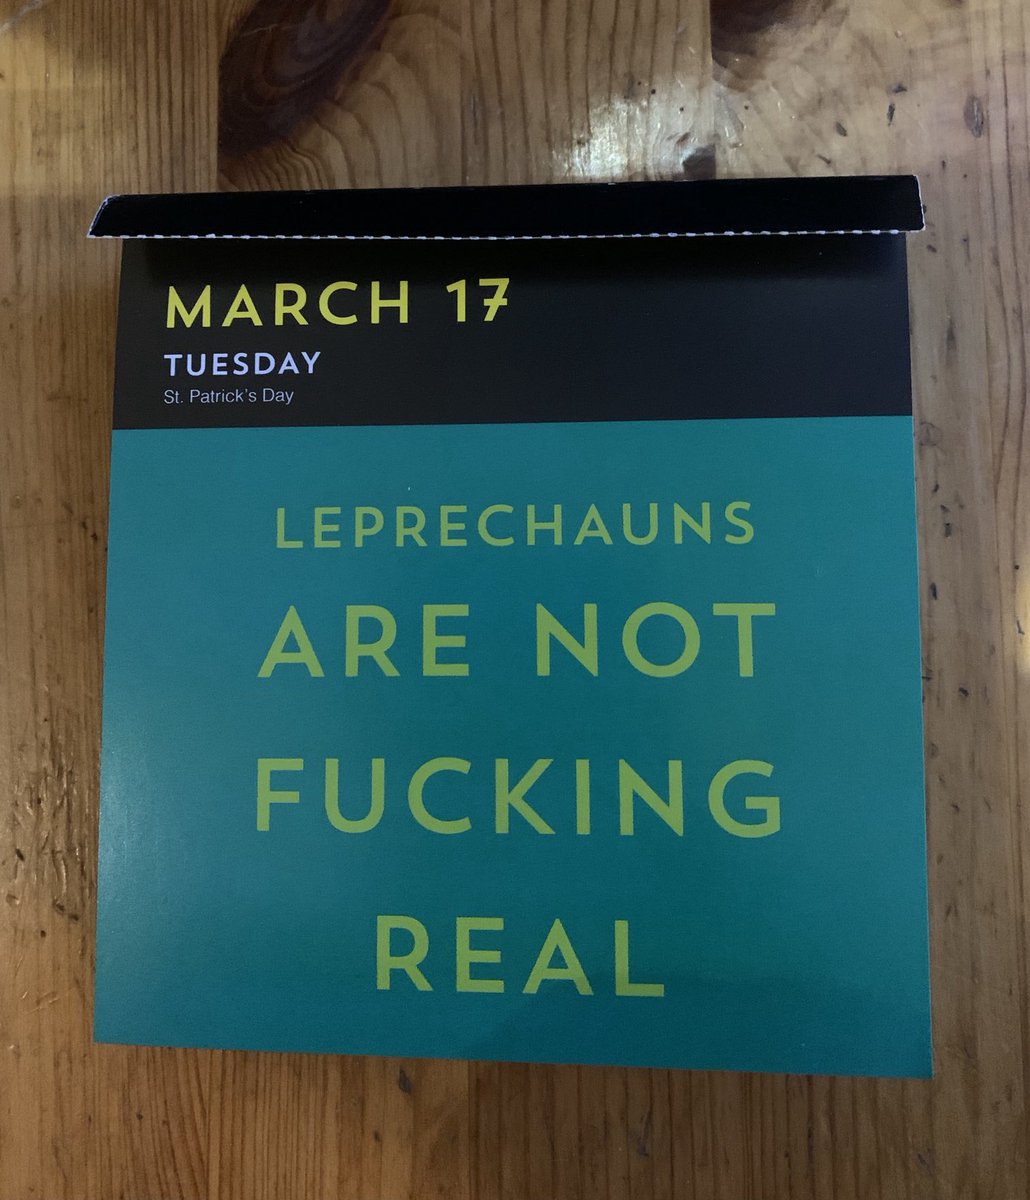 MARCH 17
TUESDAY
St. Patrick's Day
LEPRECHAUNS
ARE NOT
FUCKING
REAL